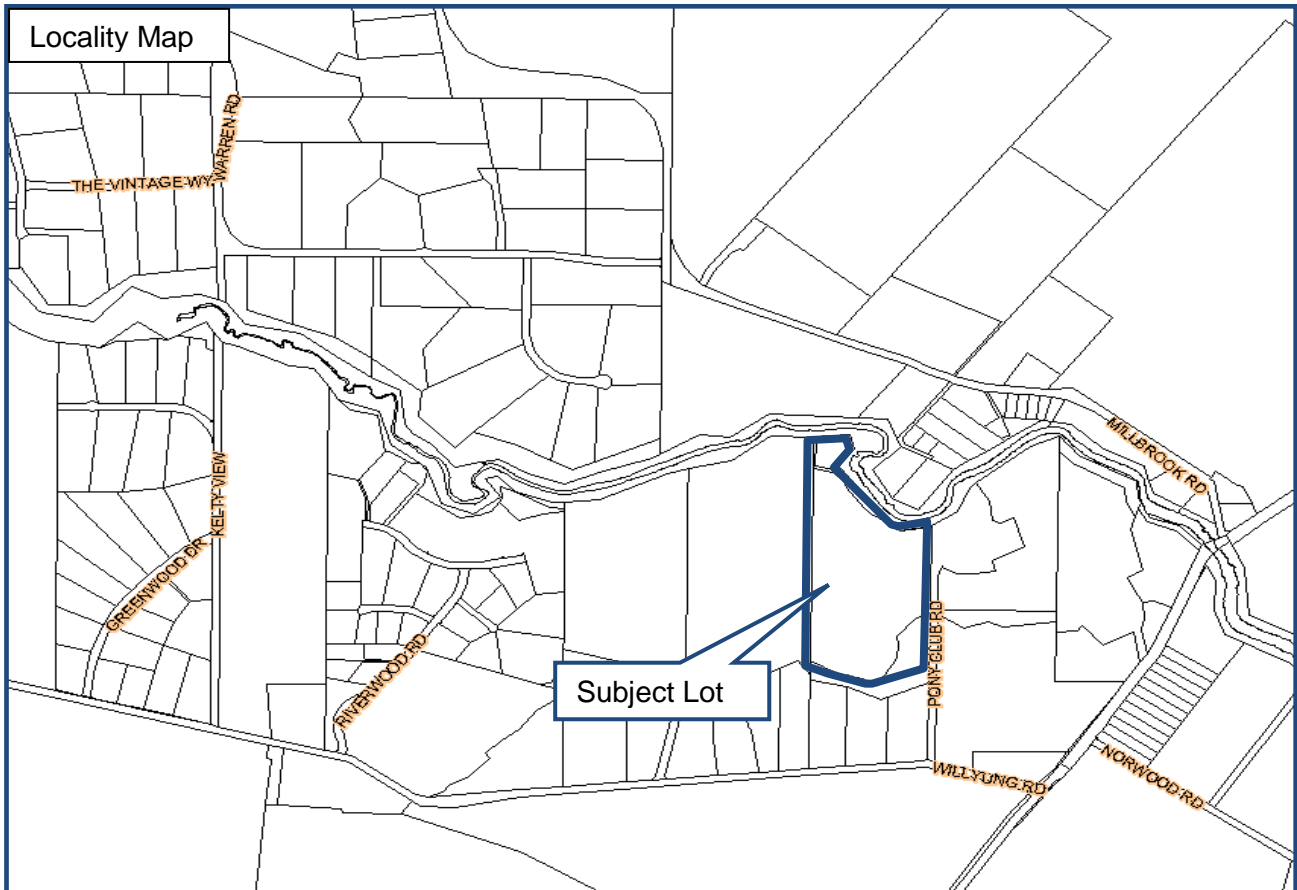 Locality Map
WARREN RD
THE VINTAGE WY
MILLBROOK RD
KELTY VIEW
GREENWOOD DR
RIVERWOOD RD
PONY CLUB RD
Subject Lot
WILLYUNG RD
NORWOOD RD